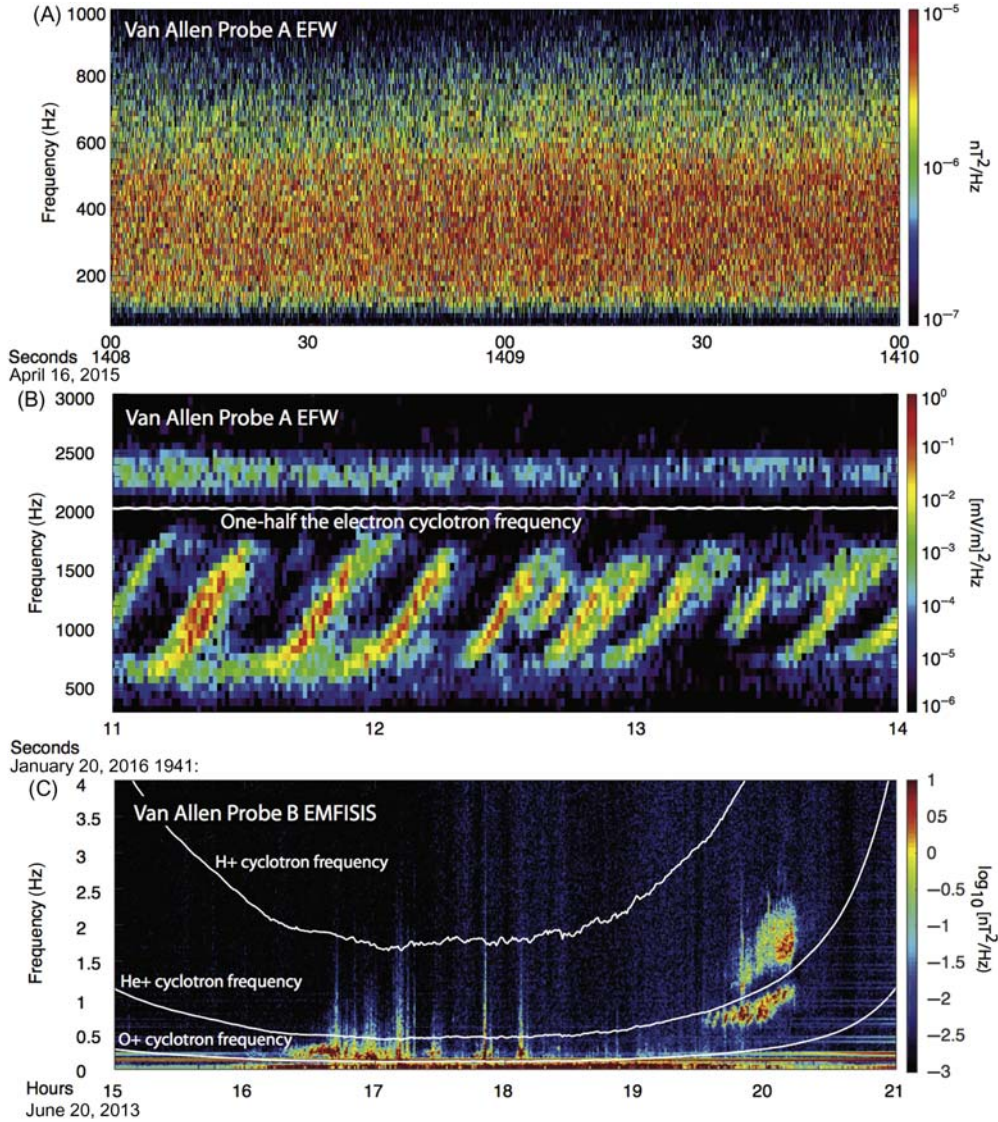 (A)
Van Allen Probe A EFW
1000
800
600
400
200
Frequency (Hz)
10⁻⁵
10⁻⁶
10⁻⁷
nT²/Hz
00 30 00 30 00
Seconds 1408 1409 1410
April 16, 2015
(B)
Van Allen Probe A EFW
3000
2500
2000
1500
1000
500
Frequency (Hz)
One-half the electron cyclotron frequency
10⁰
10⁻¹
10⁻²
10⁻³
10⁻⁴
10⁻⁵
10⁻⁶
[mV/m]²/Hz
11 12 13 14
Seconds
January 20, 2016 1941:
(C)
Van Allen Probe B EMFISIS
4
3.5
3
2.5
2
1.5
1
0.5
0
Frequency (Hz)
H+ cyclotron frequency
He+ cyclotron frequency
O+ cyclotron frequency
1
05
0
−0.5
−1
−1.5
−2
−2.5
−3
log₁₀ [nT²/Hz)
Hours 15 16 17 18 19 20 21
June 20, 2013